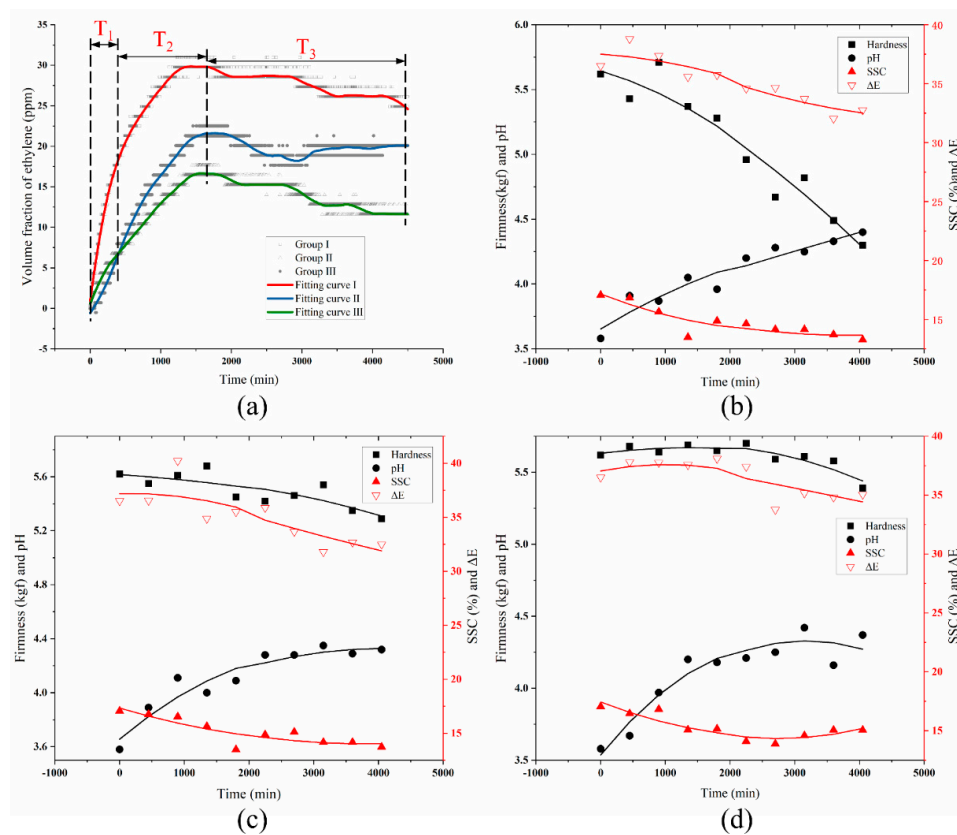 T1
T2
T3
35
30
25
20
15
10
5
0
-5
Volume fraction of ethylene (ppm)
Group I
Group II
Group III
Fitting curve I
Fitting curve II
Fitting curve III
0 1000 2000 3000 4000 5000
Time (min)
(a)
6.0
5.5
5.0
4.5
4.0
3.5
Firmness(kgf) and pH
Hardness
pH
SSC
ΔE
40
35
30
25
20
15
SSC (%)and ΔE
-1000 0 1000 2000 3000 4000 5000
Time (min)
(b)
5.6
5.2
4.8
4.4
4.0
3.6
Firmness (kgf) and pH
Hardness
pH
SSC
ΔE
40
35
30
25
20
15
SSC (%) and ΔE
-1000 0 1000 2000 3000 4000 5000
Time (min)
(c)
5.5
5.0
4.5
4.0
3.5
Firmness (kgf) and pH
Hardness
pH
SSC
ΔE
40
35
30
25
20
15
SSC (%) and ΔE
-1000 0 1000 2000 3000 4000 5000
Time (min)
(d)